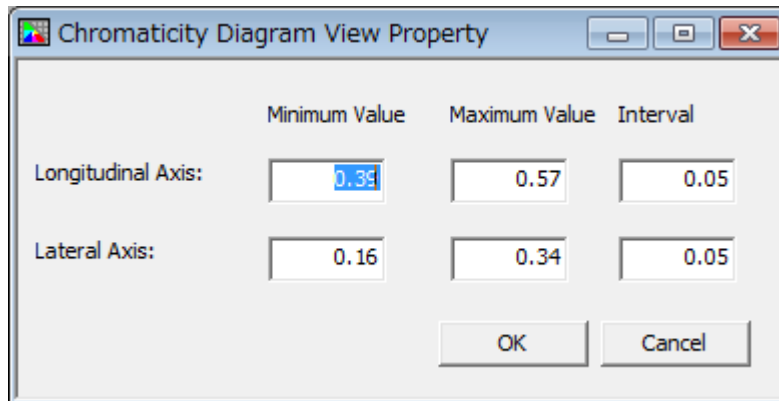 Chromaticity Diagram View Property
Minimum Value Maximum Value Interval
Longitudinal Axis: 0.39 0.57 0.05
Lateral Axis: 0.16 0.34 0.05
OK Cancel